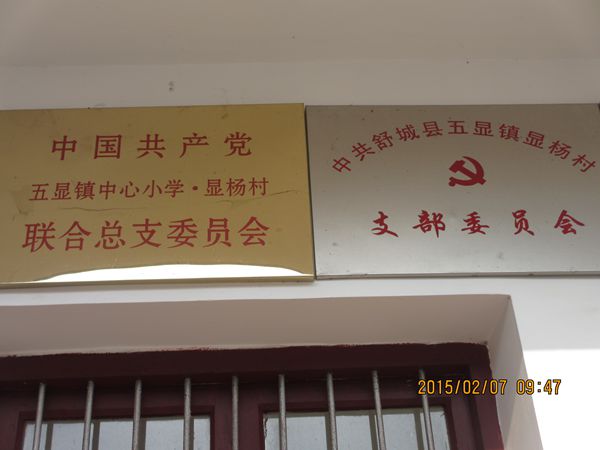 中国共产党
五显镇中心小学·显杨村
联合总支委员会
中共舒城县五显镇显杨村
支部委员会
2015/02/07 09:47